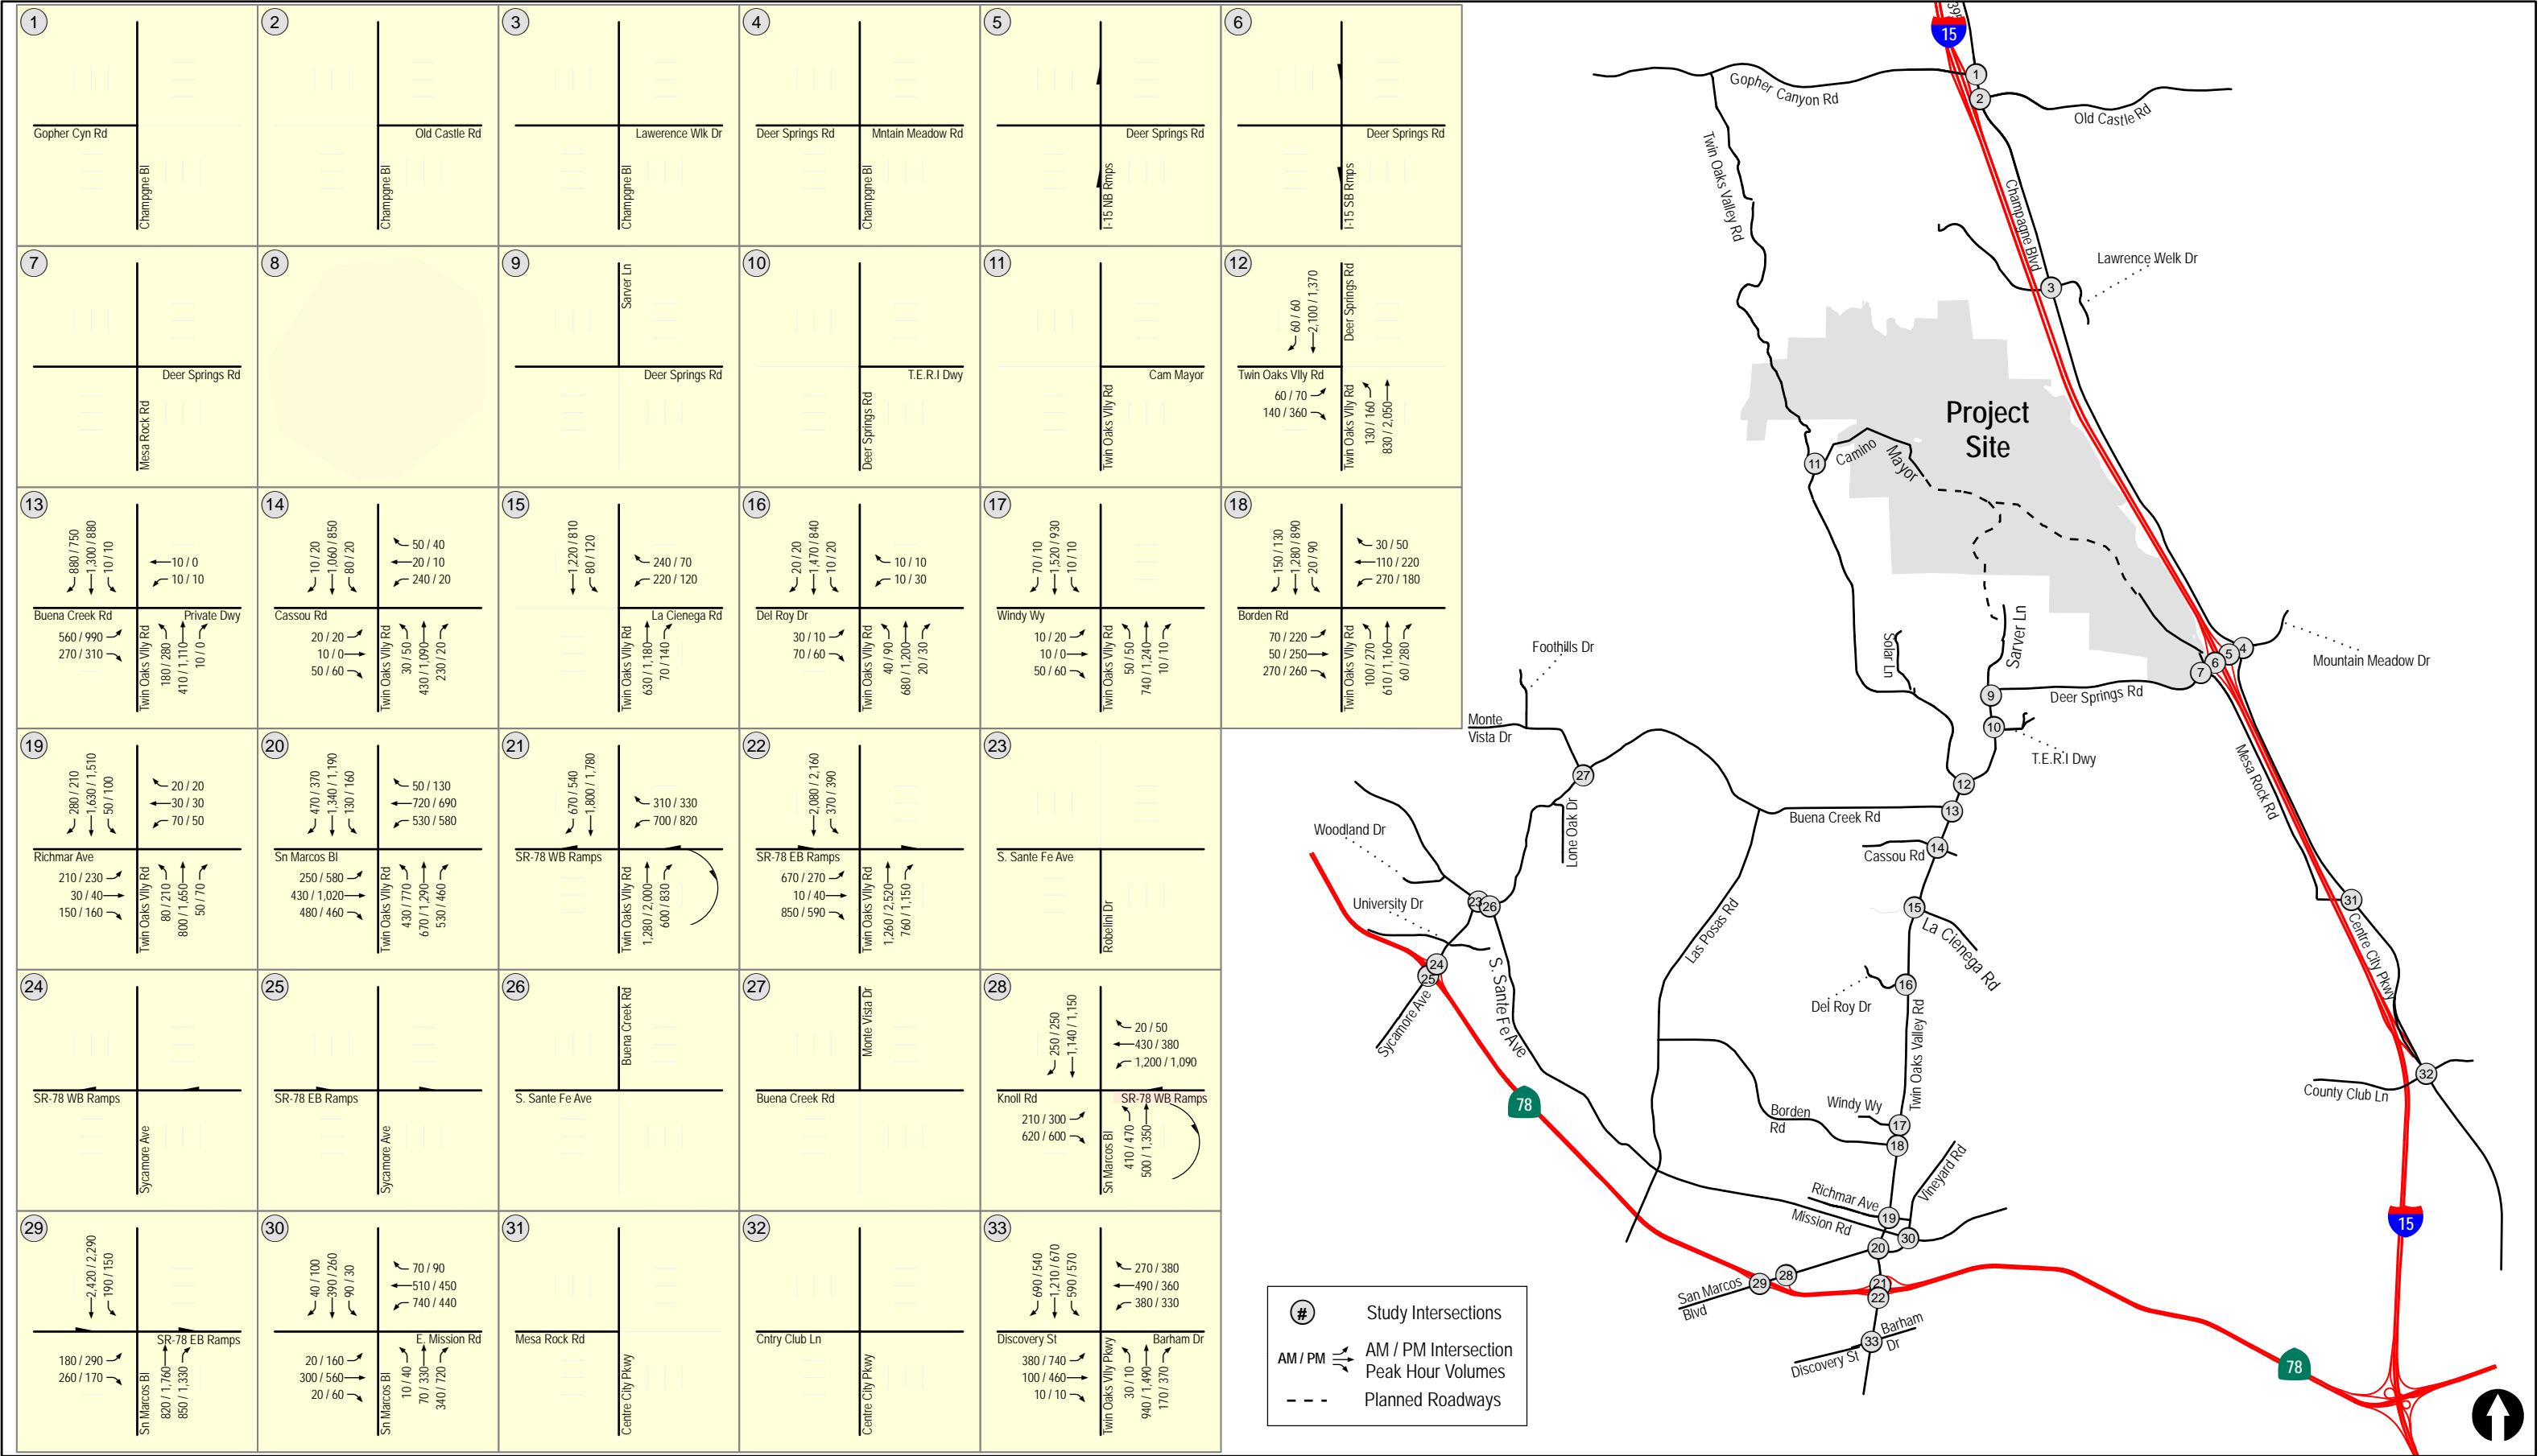 1
Gopher Cyn Rd
Champgne Bl
2
Old Castle Rd
Champgne Bl
3
Lawerence Wlk Dr
Champgne Bl
4
Deer Springs Rd
Mntain Meadow Rd
Champgne Bl
5
Deer Springs Rd
I-15 NB Rmps
6
Deer Springs Rd
I-15 SB Rmps
7
Deer Springs Rd
Mesa Rock Rd
8
9
Sarver Ln
Deer Springs Rd
10
T.E.R.I Dwy
Deer Springs Rd
11
Cam Mayor
Twin Oaks Vlly Rd
12
60 / 60
2,100 / 1,370
Deer Springs Rd
Twin Oaks Vlly Rd
60 / 70
140 / 360
Twin Oaks Vlly Rd
130 / 160
830 / 2,050
13
880 / 750
1,300 / 880
10 / 10
10 / 0
10 / 10
Buena Creek Rd
Private Dwy
560 / 990
270 / 310
Twin Oaks Vlly Rd
180 / 280
410 / 1,110
10 / 0
14
10 / 20
1,060 / 850
80 / 20
50 / 40
20 / 10
240 / 20
Cassou Rd
20 / 20
10 / 0
50 / 60
Twin Oaks Vlly Rd
30 / 50
430 / 1,090
230 / 20
15
1,220 / 810
80 / 120
240 / 70
220 / 120
La Cienega Rd
Twin Oaks Vlly Rd
630 / 1,180
70 / 140
16
20 / 20
1,470 / 840
10 / 20
10 / 10
10 / 30
Del Roy Dr
30 / 10
70 / 60
Twin Oaks Vlly Rd
40 / 90
680 / 1,200
20 / 30
17
70 / 10
1,520 / 930
10 / 10
Windy Wy
10 / 20
10 / 0
50 / 60
Twin Oaks Vlly Rd
50 / 50
740 / 1,240
10 / 10
18
150 / 130
1,280 / 890
20 / 90
30 / 50
110 / 220
270 / 180
Borden Rd
70 / 220
50 / 250
270 / 260
Twin Oaks Vlly Rd
100 / 270
610 / 1,160
60 / 280
19
280 / 210
1,630 / 1,510
50 / 100
20 / 20
30 / 30
70 / 50
Richmar Ave
210 / 230
30 / 40
150 / 160
Twin Oaks Vlly Rd
80 / 210
800 / 1,650
50 / 70
20
470 / 370
1,340 / 1,190
130 / 160
50 / 130
720 / 690
530 / 580
Sn Marcos Bl
250 / 580
430 / 1,020
480 / 460
Twin Oaks Vlly Rd
430 / 770
670 / 1,290
530 / 460
21
670 / 540
1,800 / 1,780
310 / 330
700 / 820
SR-78 WB Ramps
Twin Oaks Vlly Rd
1,280 / 2,000
600 / 830
22
2,080 / 2,160
370 / 390
SR-78 EB Ramps
670 / 270
10 / 40
850 / 590
Twin Oaks Vlly Rd
1,260 / 2,520
760 / 1,150
23
S. Sante Fe Ave
Robelini Dr
24
SR-78 WB Ramps
Sycamore Ave
25
SR-78 EB Ramps
Sycamore Ave
26
Buena Creek Rd
S. Sante Fe Ave
27
Monte Vista Dr
Buena Creek Rd
28
250 / 250
1,140 / 1,150
20 / 50
430 / 380
1,200 / 1,090
Knoll Rd
SR-78 WB Ramps
210 / 300
620 / 600
Sn Marcos Bl
410 / 470
500 / 1,350
29
2,420 / 2,290
190 / 150
SR-78 EB Ramps
180 / 290
260 / 170
Sn Marcos Bl
820 / 1,760
850 / 1,330
30
40 / 100
390 / 260
90 / 30
70 / 90
510 / 450
740 / 440
E. Mission Rd
20 / 160
300 / 560
20 / 60
Sn Marcos Bl
10 / 40
70 / 330
340 / 720
31
Mesa Rock Rd
Centre City Pkwy
32
Cntry Club Ln
Centre City Pkwy
33
690 / 540
1,210 / 670
590 / 570
270 / 380
490 / 360
380 / 330
Discovery St
Barham Dr
380 / 740
100 / 460
10 / 10
Twin Oaks Vlly Pkwy
30 / 10
940 / 1,490
170 / 370
395
15
1
Gopher Canyon Rd
2
Old Castle Rd
Twin Oaks Valley Rd
Champagne Blvd
Lawrence Welk Dr
3
Project
Site
11
Camino
Mayor
Solar Ln
Sarver Ln
4
5
6
7
Mountain Meadow Dr
Foothills Dr
9
Deer Springs Rd
Monte
Vista Dr
10
T.E.R.I Dwy
Mesa Rock Rd
27
12
13
Buena Creek Rd
Lone Oak Dr
Woodland Dr
14
Cassou Rd
University Dr
23
26
15
La Cienega Rd
31
Centre City Pkwy
Las Posas Rd
24
25
S. Sante Fe Ave
16
Del Roy Dr
Sycamore Ave
Twin Oaks Valley Rd
32
County Club Ln
78
Borden
Rd
Windy Wy
17
18
Vineyard Rd
Richmar Ave
19
Mission Rd
30
20
15
28
29
21
22
San Marcos
Blvd
33
Barham
Dr
Discovery St
78
#
Study Intersections
AM / PM
AM / PM Intersection
Peak Hour Volumes
Planned Roadways